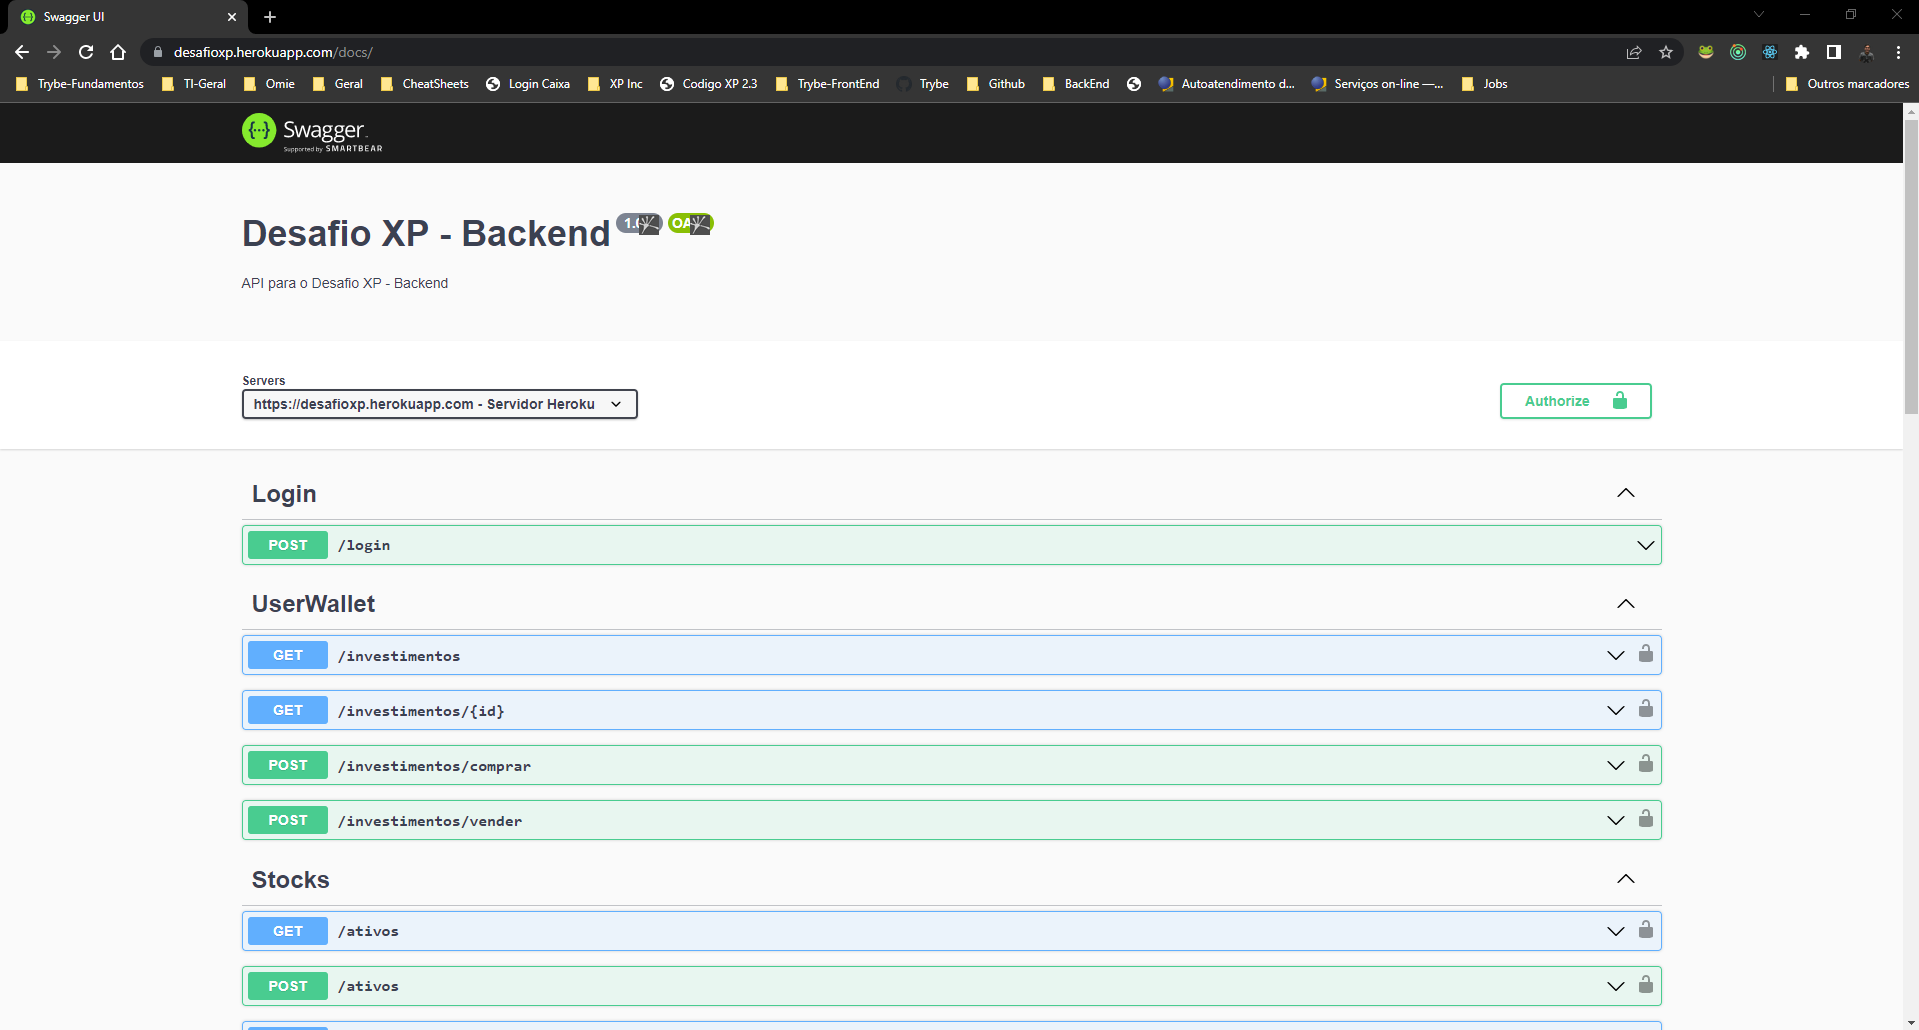 Swagger UI
desafioxp.herokuapp.com/docs/
Trybe-Fundamentos TI-Geral Omie Geral CheatSheets Login Caixa XP Inc Codigo XP 2.3 Trybe-FrontEnd Trybe Github BackEnd Autoatendimento d... Serviços on-line —... Jobs Outros marcadores
Swagger
Supported by SMARTBEAR
Desafio XP - Backend
API para o Desafio XP - Backend
Servers
https://desafioxp.herokuapp.com - Servidor Heroku
Authorize
Login
POST /login
UserWallet
GET /investimentos
GET /investimentos/{id}
POST /investimentos/comprar
POST /investimentos/vender
Stocks
GET /ativos
POST /ativos